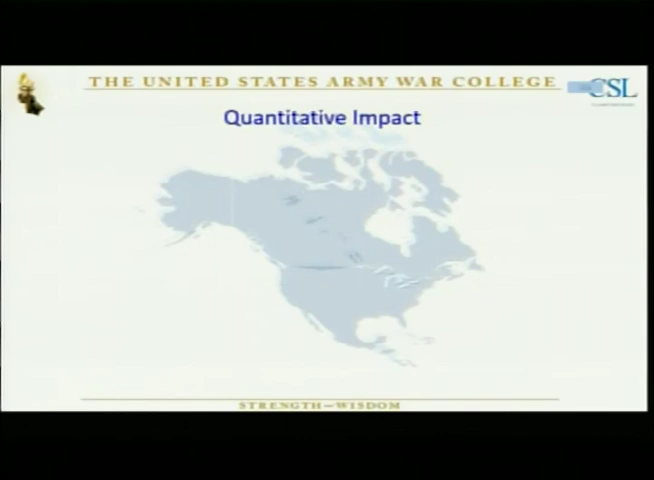 THE UNITED STATES ARMY WAR COLLEGE
CSL
Quantitative Impact
STRENGTH—WISDOM